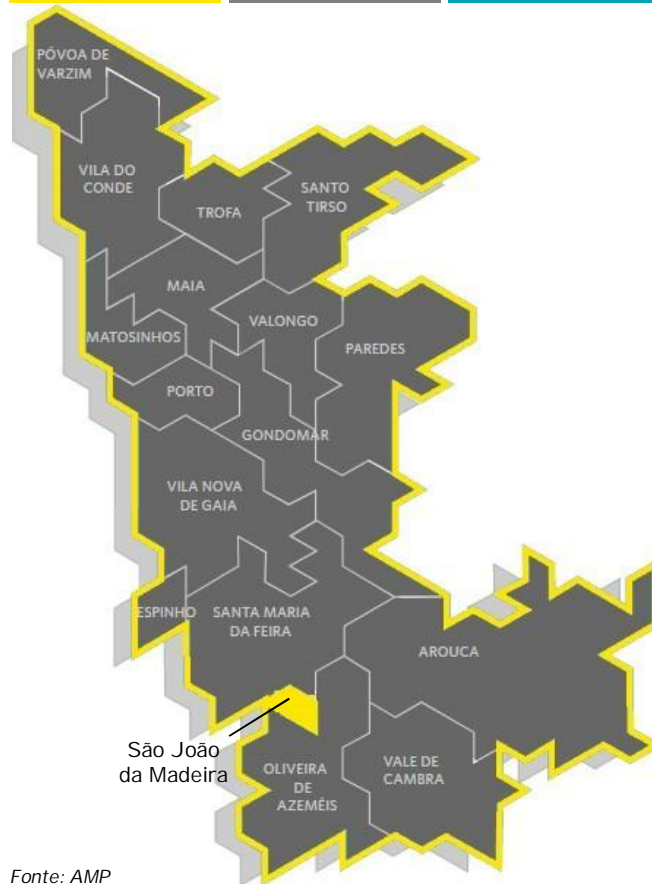 PÓVOA DE
VARZIM
VILA DO
CONDE
TROFA
SANTO
TIRSO
MAIA
VALONGO
MATOSINHOS
PAREDES
PORTO
GONDOMAR
VILA NOVA
DE GAIA
ESPINHO
SANTA MARIA
DA FEIRA
AROUCA
São João
da Madeira
OLIVEIRA
DE
AZEMÉIS
VALE DE
CAMBRA
Fonte: AMP